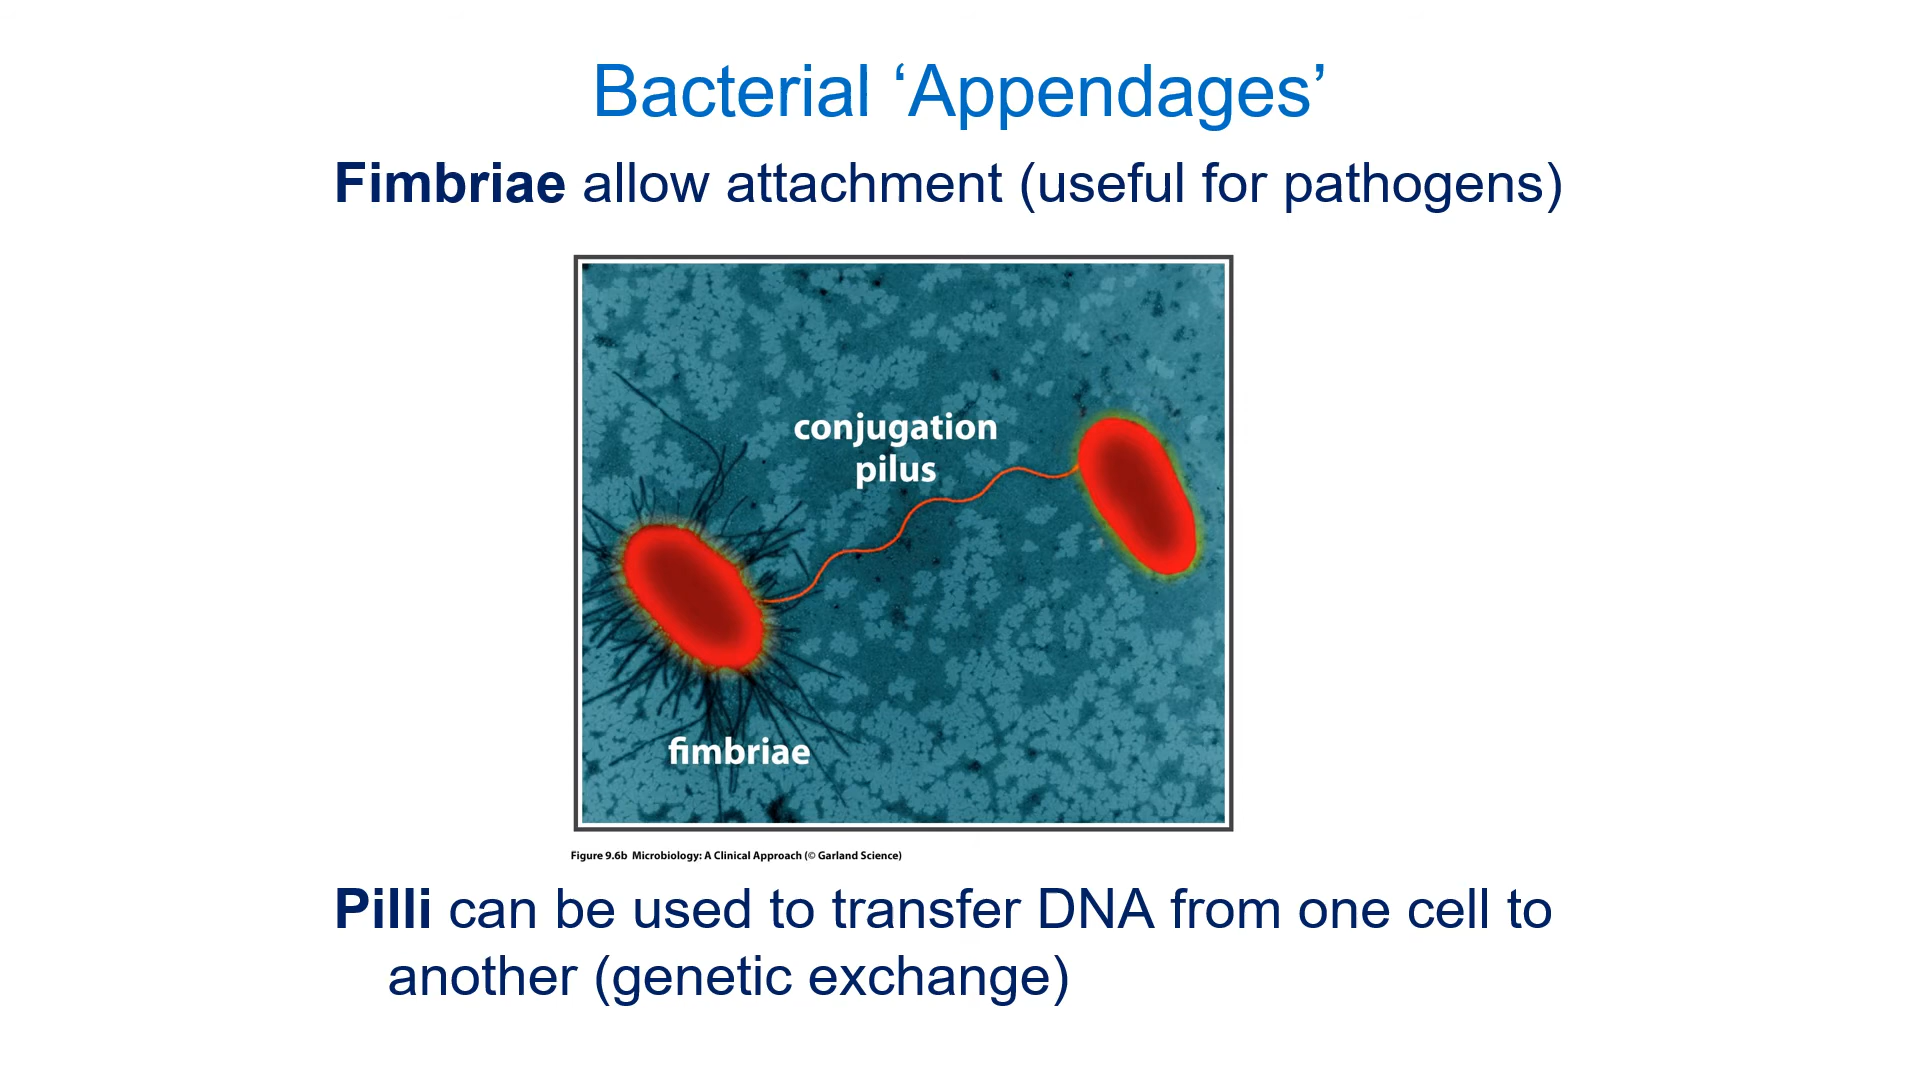 Bacterial ‘Appendages’
Fimbriae allow attachment (useful for pathogens)
conjugation
pilus
fimbriae
Figure 9.6b Microbiology: A Clinical Approach (© Garland Science)
Pilli can be used to transfer DNA from one cell to
another (genetic exchange)